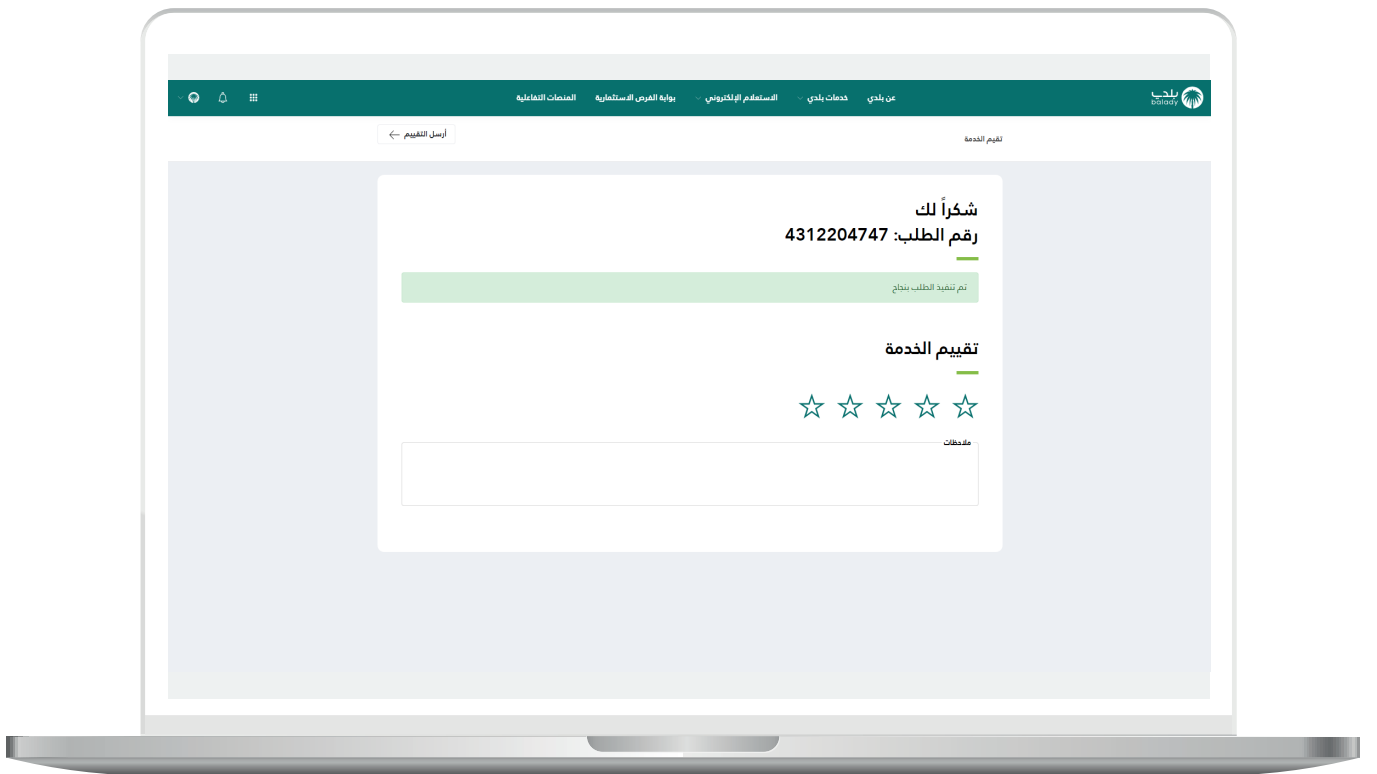 بلدي
balady
عن بلدي
خدمات بلدي
الاستعلام الإلكتروني
بوابة الفرص الاستثمارية
المنصات التفاعلية
تقيم الخدمة
أرسل التقييم ←
شكراً لك
رقم الطلب: 4312204747
تم تنفيذ الطلب بنجاح
تقييم الخدمة
ملاحظات